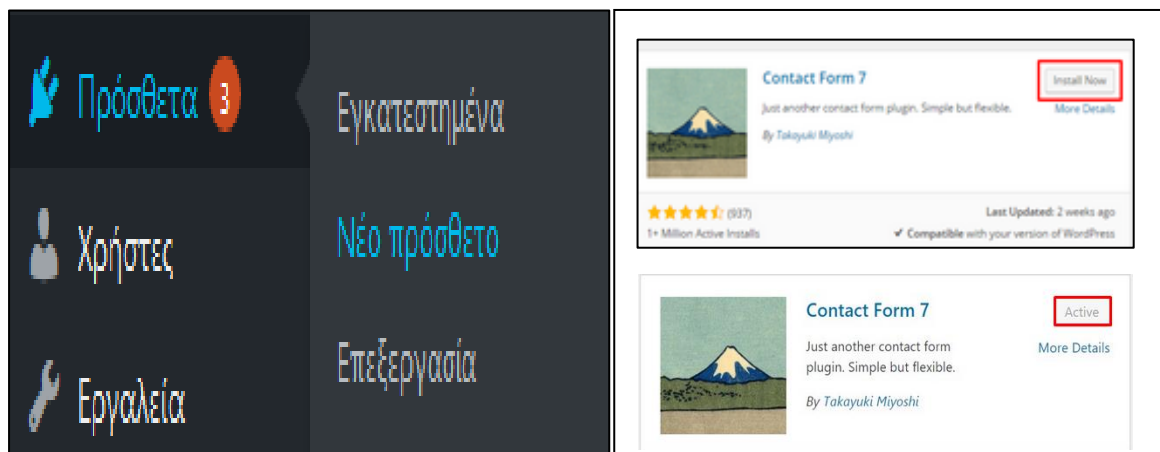 Πρόσθετα 3
Χρήστες
Εργαλεία
Εγκατεστημένα
Νέο πρόσθετο
Επεξεργασία
Contact Form 7
Install Now
Just another contact form plugin. Simple but flexible.
More Details
By Takayuki Miyoshi
(937)
Last Updated: 2 weeks ago
1+ Million Active Installs
✔ Compatible with your version of WordPress
Contact Form 7
Active
Just another contact form
More Details
plugin. Simple but flexible.
By Takayuki Miyoshi